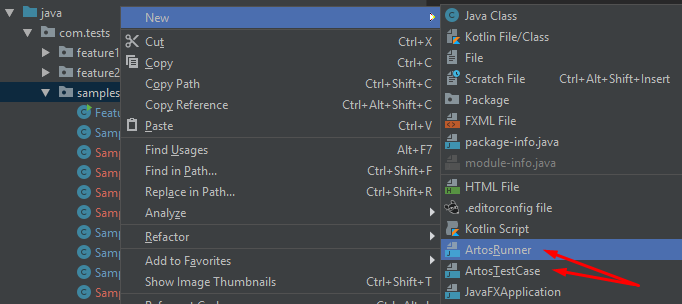 java
com.tests
feature1
feature2
samples
Featu
Samp
Samp
Samp
Samp
Samp
Samp
Samp
Samp
Samp
New
Cut Ctrl+X
Copy Ctrl+C
Copy Path Ctrl+Shift+C
Copy Reference Ctrl+Alt+Shift+C
Paste Ctrl+V
Find Usages Alt+F7
Find in Path... Ctrl+Shift+F
Replace in Path... Ctrl+Shift+R
Analyze
Refactor
Add to Favorites
Show Image Thumbnails Ctrl+Shift+T
Java Class
Kotlin File/Class
File
Scratch File Ctrl+Alt+Shift+Insert
Package
FXML File
package-info.java
module-info.java
HTML File
.editorconfig file
Kotlin Script
ArtosRunner
ArtosTestCase
JavaFXApplication